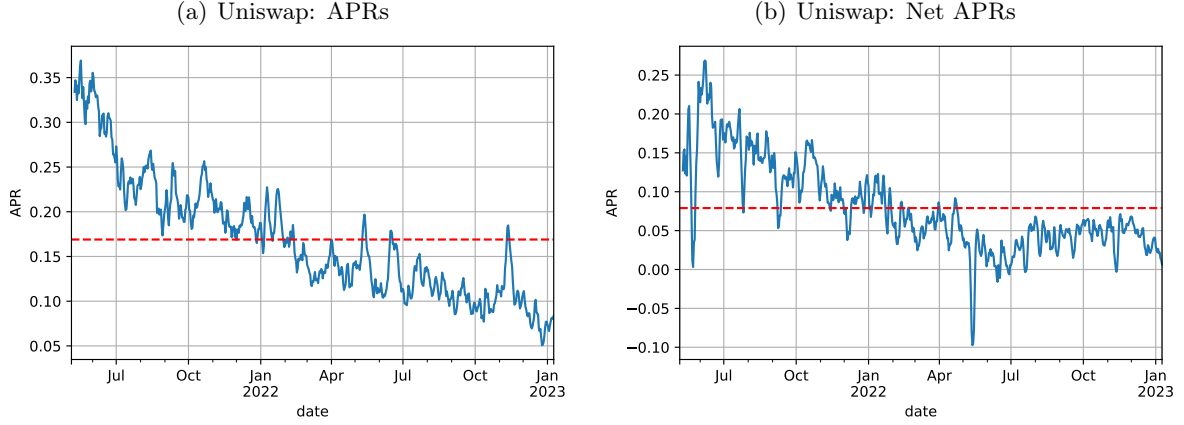 (a) Uniswap: APRs
0.35
0.30
0.25
0.20
0.15
0.10
0.05
APR
Jul
Oct
Jan
2022
Apr
Jul
Oct
Jan
2023
date
(b) Uniswap: Net APRs
0.25
0.20
0.15
0.10
0.05
0.00
−0.05
−0.10
APR
Jul
Oct
Jan
2022
Apr
Jul
Oct
Jan
2023
date